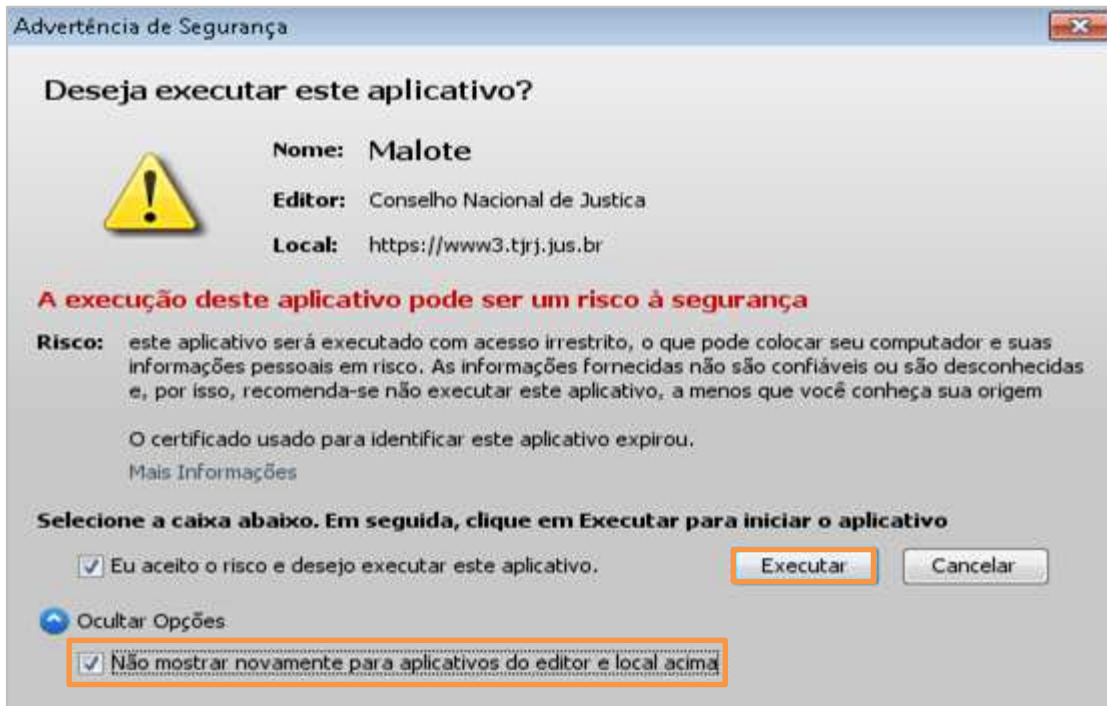 Advertência de Segurança
Deseja executar este aplicativo?
Nome: Malote
Editor: Conselho Nacional de Justica
Local: https://www3.tjrj.jus.br
A execução deste aplicativo pode ser um risco à segurança
Risco: este aplicativo será executado com acesso irrestrito, o que pode colocar seu computador e suas
informações pessoais em risco. As informações fornecidas não são confiáveis ou são desconhecidas
e, por isso, recomenda-se não executar este aplicativo, a menos que você conheça sua origem
O certificado usado para identificar este aplicativo expirou.
Mais Informações
Selecione a caixa abaixo. Em seguida, clique em Executar para iniciar o aplicativo
Eu aceito o risco e desejo executar este aplicativo. Executar Cancelar
Ocultar Opções
Não mostrar novamente para aplicativos do editor e local acima